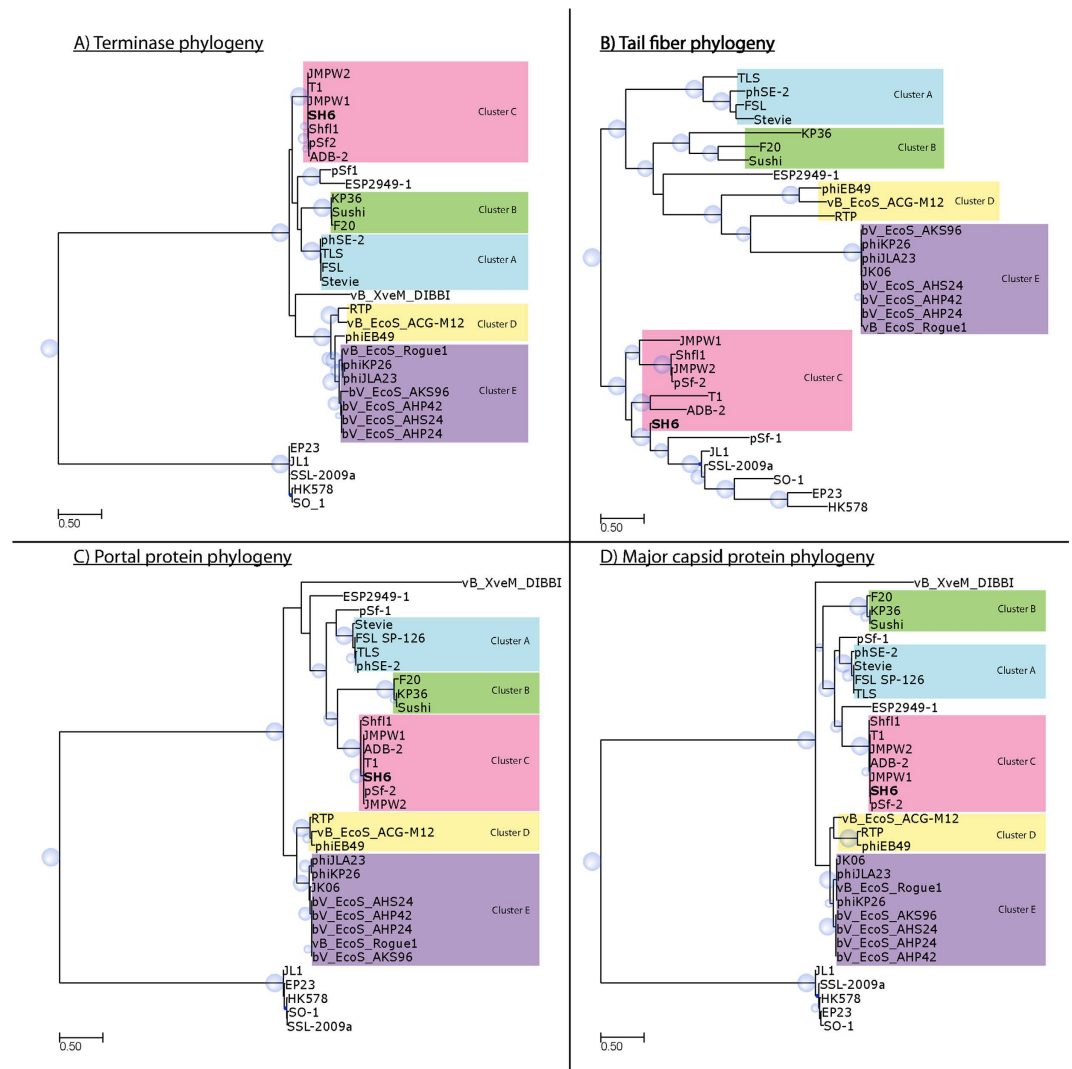 A) Terminase phylogeny
JMPW2
T1
JMPW1
SH6
Shfl1
pSf2
ADB-2
Cluster C
pSf1
ESP2949-1
KP36
Sushi
F20
Cluster B
phSE-2
TLS
FSL
Stevie
Cluster A
vB_XveM_DIBBI
RTP
vB_EcoS_ACG-M12
phiEB49
Cluster D
vB_EcoS_Rogue1
phiKP26
phiJLA23
bV_EcoS_AKS96
bV_EcoS_AHP42
bV_EcoS_AHS24
bV_EcoS_AHP24
Cluster E
EP23
JL1
SSL-2009a
HK578
SO_1
0.50
B) Tail fiber phylogeny
TLS
phSE-2
FSL
Stevie
Cluster A
KP36
F20
Sushi
Cluster B
ESP2949-1
phiEB49
vB_EcoS_ACG-M12
RTP
Cluster D
bV_EcoS_AKS96
phiKP26
phiJLA23
JK06
bV_EcoS_AHS24
bV_EcoS_AHP42
bV_EcoS_AHP24
vB_EcoS_Rogue1
Cluster E
JMPW1
Shfl1
JMPW2
pSf-2
T1
ADB-2
SH6
Cluster C
pSf-1
JL1
SSL-2009a
SO-1
EP23
HK578
0.50
C) Portal protein phylogeny
vB_XveM_DIBBI
ESP2949-1
pSf-1
Stevie
FSL SP-126
TLS
phSE-2
Cluster A
F20
KP36
Sushi
Cluster B
Shfl1
JMPW1
ADB-2
T1
SH6
pSf-2
JMPW2
Cluster C
RTP
vB_EcoS_ACG-M12
phiEB49
Cluster D
phiJLA23
phiKP26
JK06
bV_EcoS_AHS24
bV_EcoS_AHP42
bV_EcoS_AHP24
vB_EcoS_Rogue1
bV_EcoS_AKS96
Cluster E
JL1
EP23
HK578
SO-1
SSL-2009a
0.50
D) Major capsid protein phylogeny
vB_XveM_DIBBI
F20
KP36
Sushi
Cluster B
pSf-1
phSE-2
Stevie
FSL SP-126
TLS
Cluster A
ESP2949-1
Shfl1
T1
JMPW2
ADB-2
JMPW1
SH6
pSf-2
Cluster C
vB_EcoS_ACG-M12
RTP
phiEB49
Cluster D
JK06
phiJLA23
vB_EcoS_Rogue1
phiKP26
bV_EcoS_AKS96
bV_EcoS_AHS24
bV_EcoS_AHP24
bV_EcoS_AHP42
Cluster E
JL1
SSL-2009a
HK578
EP23
SO-1
0.50